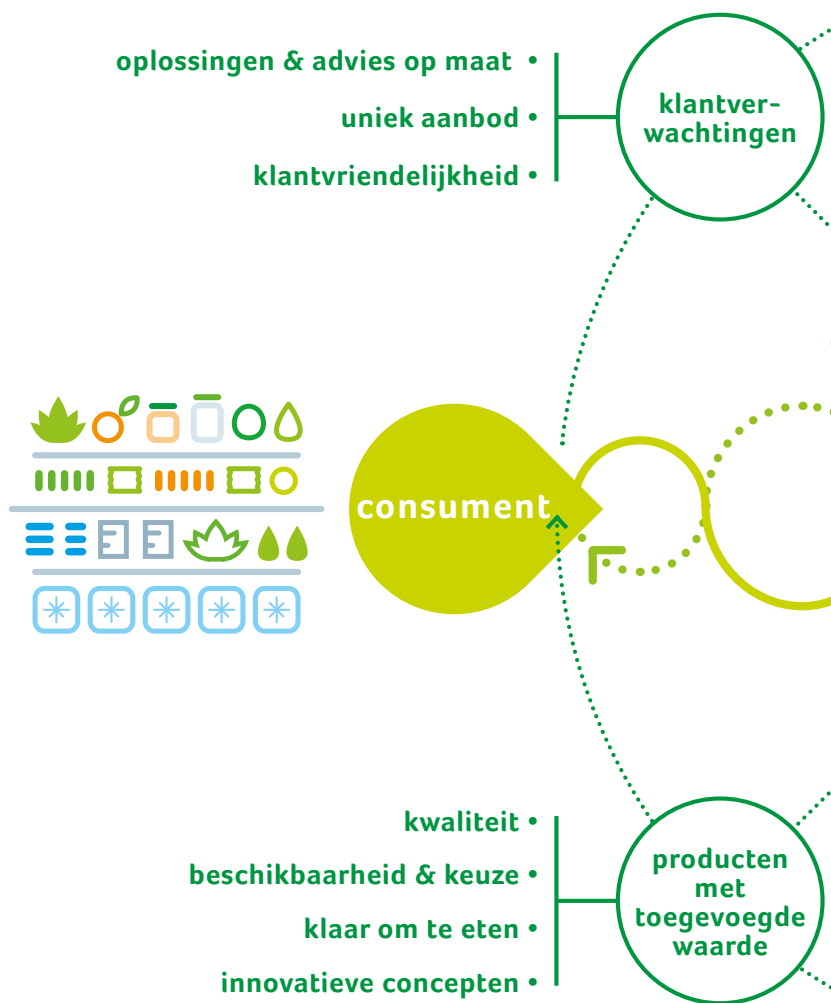 oplossingen & advies op maat •
uniek aanbod •
klantvriendelijkheid •
klantver-
wachtingen
consument
kwaliteit •
beschikbaarheid & keuze •
klaar om te eten •
innovatieve concepten •
producten
met
toegevoegde
waarde